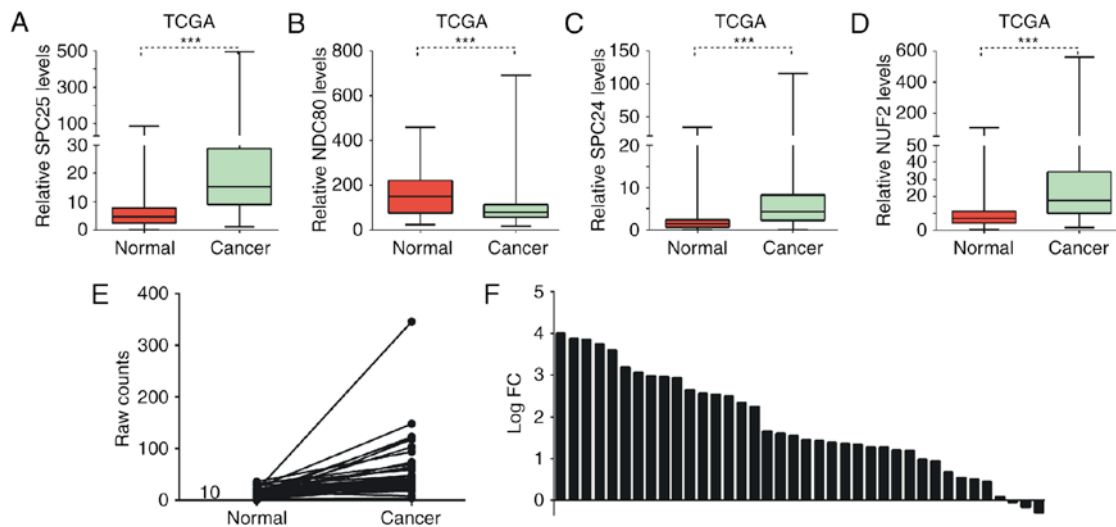 A
TCGA
***
Relative SPC25 levels
500
300
100
30
20
10
0
Normal
Cancer
B
TCGA
***
Relative NDC80 levels
800
600
400
200
0
Normal
Cancer
C
TCGA
***
Relative SPC24 levels
150
100
50
10
5
0
Normal
Cancer
D
TCGA
***
Relative NUF2 levels
600
400
200
50
40
30
20
10
0
Normal
Cancer
E
Raw counts
400
300
200
100
0
10
Normal
Cancer
F
Log FC
5
4
3
2
1
0